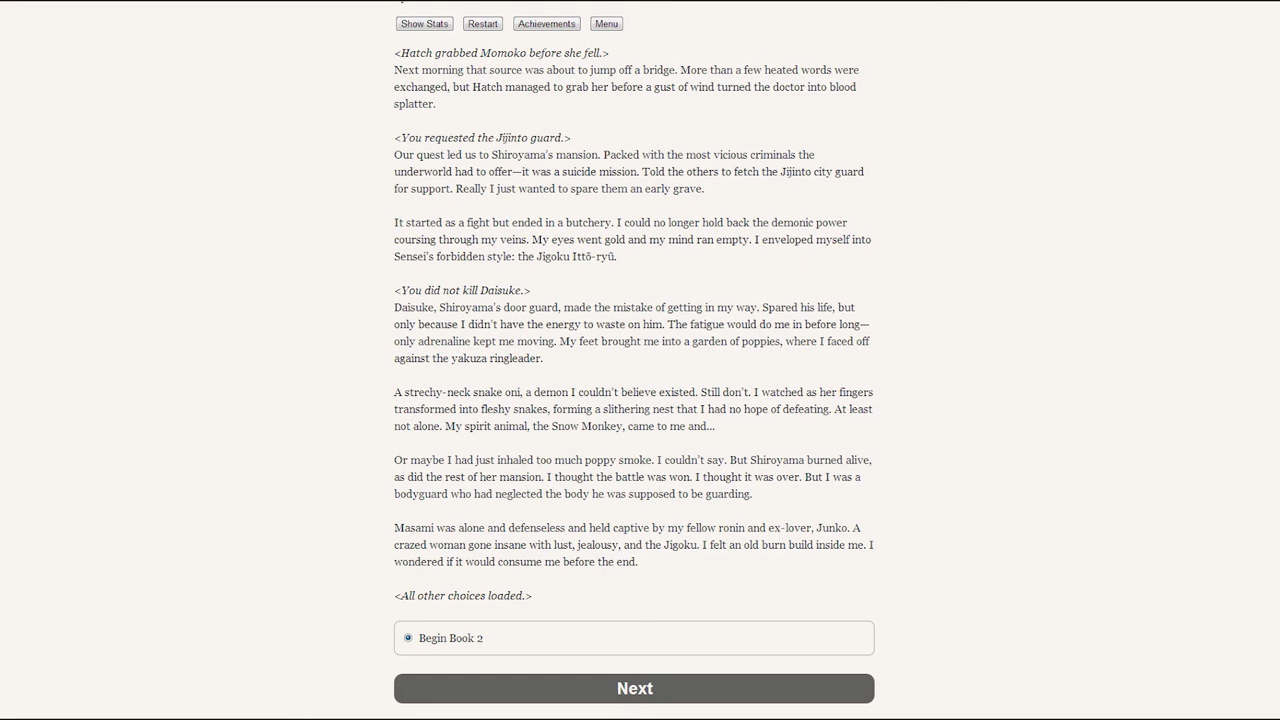 Show Stats Restart Achievements Menu
<Hatch grabbed Momoko before she fell.>
Next morning that source was about to jump off a bridge. More than a few heated words were
exchanged, but Hatch managed to grab her before a gust of wind turned the doctor into blood
splatter.
<You requested the Jijinto guard.>
Our quest led us to Shiroyama's mansion. Packed with the most vicious criminals the
underworld had to offer—it was a suicide mission. Told the others to fetch the Jijinto city guard
for support. Really I just wanted to spare them an early grave.
It started as a fight but ended in a butchery. I could no longer hold back the demonic power
coursing through my veins. My eyes went gold and my mind ran empty. I enveloped myself into
Sensei's forbidden style: the Jigoku Ittō-ryū.
<You did not kill Daisuke.>
Daisuke, Shiroyama's door guard, made the mistake of getting in my way. Spared his life, but
only because I didn't have the energy to waste on him. The fatigue would do me in before long—
only adrenaline kept me moving. My feet brought me into a garden of poppies, where I faced off
against the yakuza ringleader.
A strechy-neck snake oni, a demon I couldn't believe existed. Still don't. I watched as her fingers
transformed into fleshy snakes, forming a slithering nest that I had no hope of defeating. At least
not alone. My spirit animal, the Snow Monkey, came to me and...
Or maybe I had just inhaled too much poppy smoke. I couldn't say. But Shiroyama burned alive,
as did the rest of her mansion. I thought the battle was won. I thought it was over. But I was a
bodyguard who had neglected the body he was supposed to be guarding.
Masami was alone and defenseless and held captive by my fellow ronin and ex-lover, Junko. A
crazed woman gone insane with lust, jealousy, and the Jigoku. I felt an old burn build inside me. I
wondered if it would consume me before the end.
<All other choices loaded.>
Begin Book 2
Next